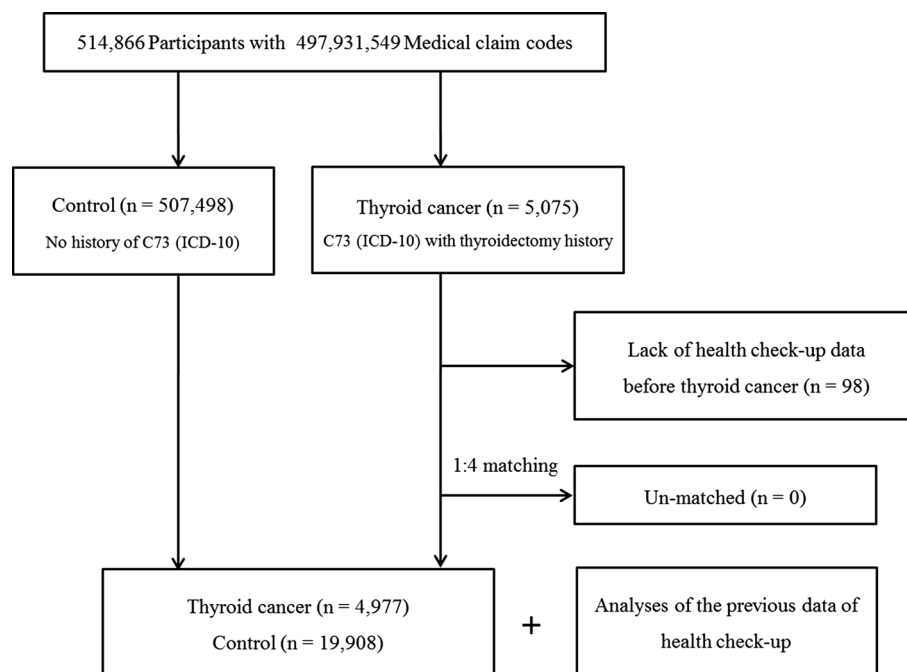 514,866 Participants with 497,931,549 Medical claim codes
Control (n = 507,498)
No history of C73 (ICD-10)
Thyroid cancer (n = 5,075)
C73 (ICD-10) with thyroidectomy history
Lack of health check-up data
before thyroid cancer (n = 98)
1:4 matching
Un-matched (n = 0)
Thyroid cancer (n = 4,977)
Control (n = 19,908)
+
Analyses of the previous data of
health check-up